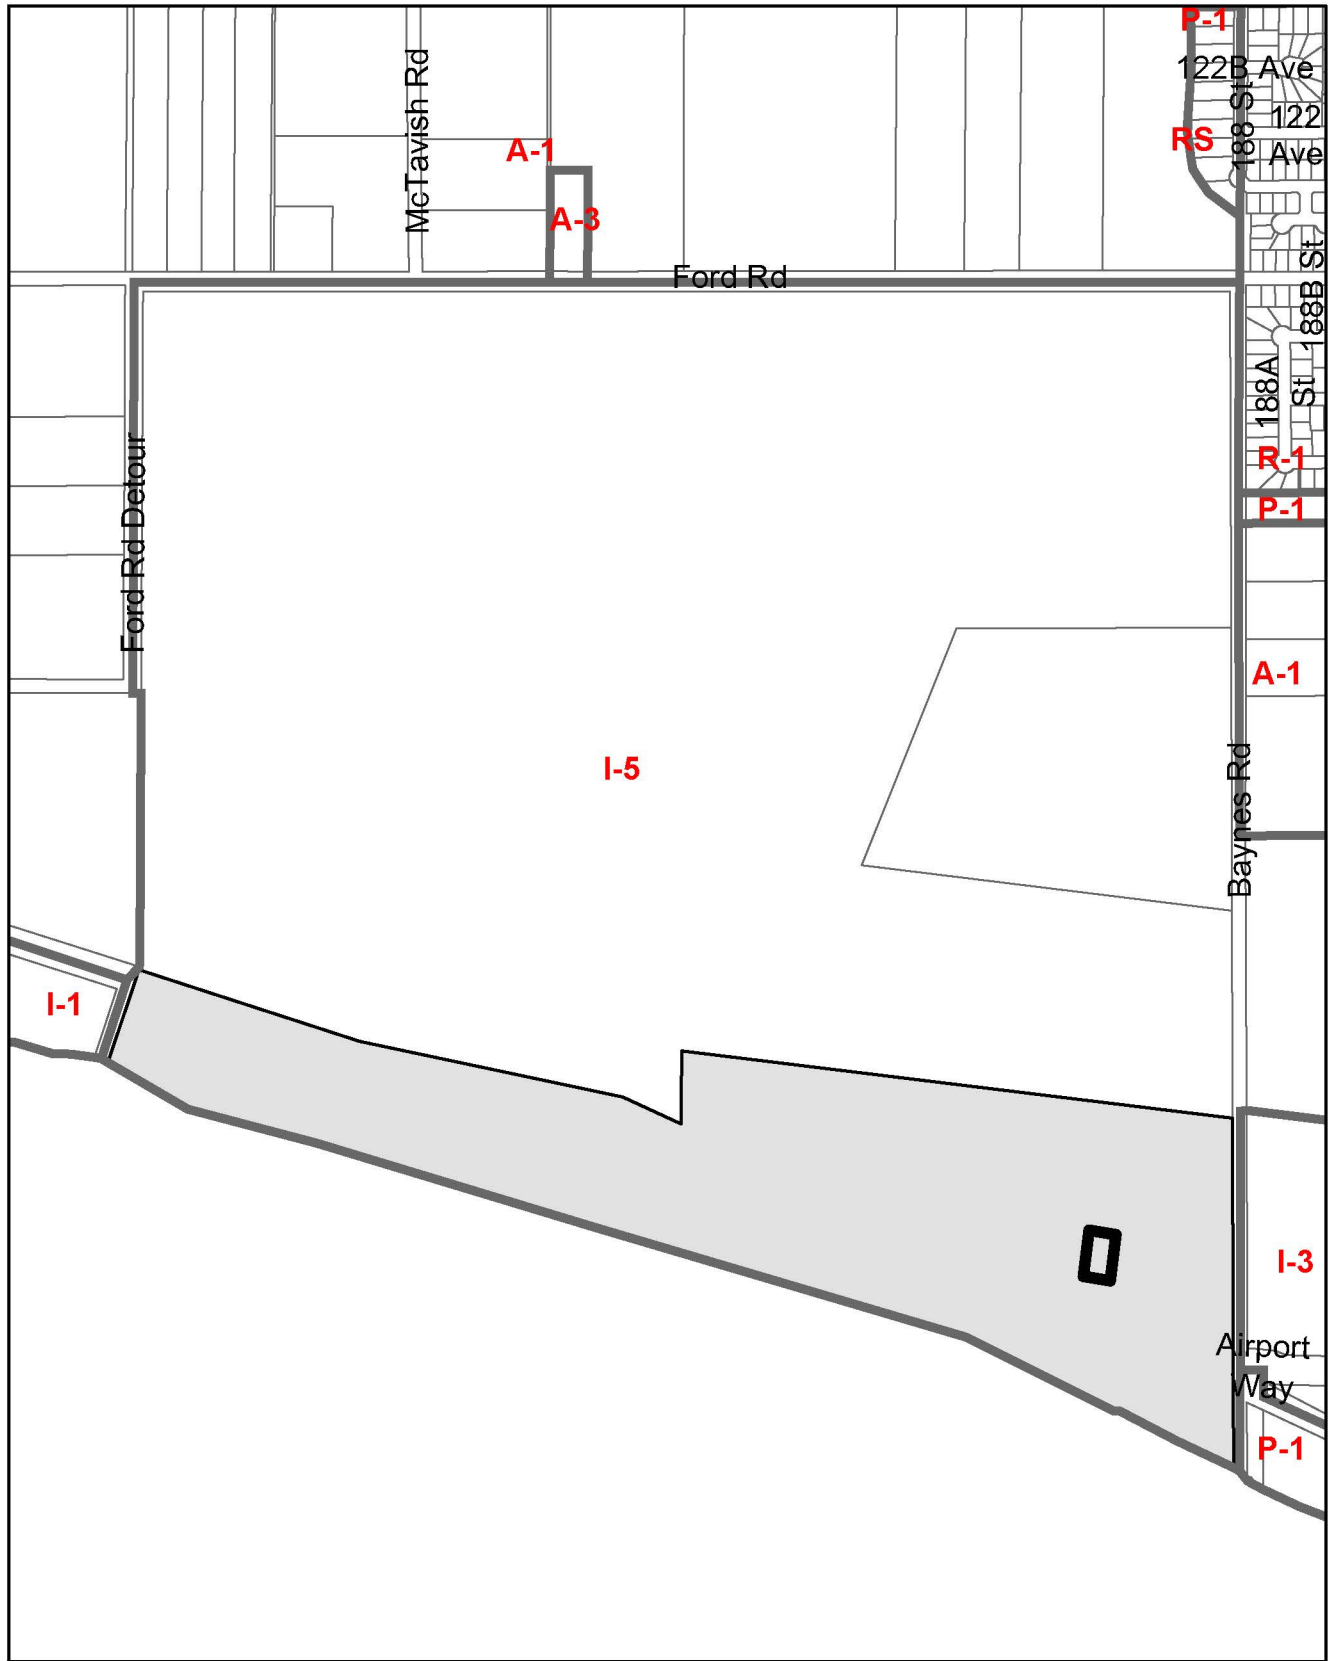 P-1
122B Ave
188 St
122
Ave
RS
McTavish Rd
A-1
A-3
Ford Rd
188B St
188A
St
R-1
P-1
Ford Rd Detour
A-1
I-5
Baynes Rd
I-1
I-3
Airport
Way
P-1